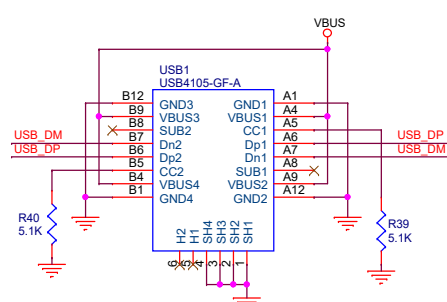 VBUS
USB1
USB4105-GF-A
B12 GND3 GND1 A1
B9 VBUS3 VBUS1 A4
B8 SUB2 CC1 A5
USB_DM B7 Dn2 Dp1 A6 USB_DP
USB_DP B6 Dp2 Dn1 A7 USB_DM
B5 CC2 SUB1 A8
B4 VBUS4 VBUS2 A9
B1 GND4 GND2 A12
R40
5.1K
R39
5.1K
H2 H1 SH4 SH3 SH2 SH1
6 5 4 3 2 1